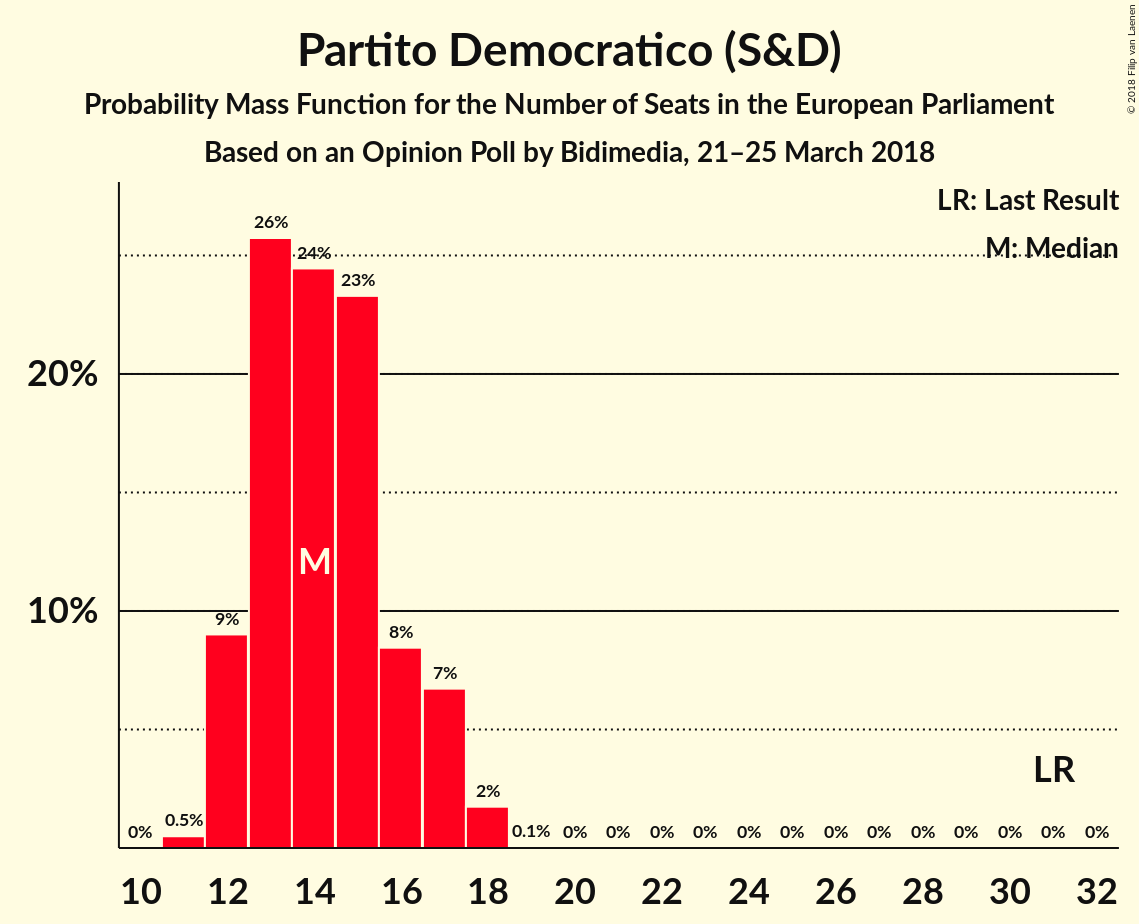 Partito Democratico (S&D)
Probability Mass Function for the Number of Seats in the European Parliament
Based on an Opinion Poll by Bidimedia, 21–25 March 2018
© 2018 Filip van Laenen
LR: Last Result
M: Median
26%
24%
23%
20%
M
10%
9%
8%
7%
LR
2%
0% 0.5% 0.1% 0% 0% 0% 0% 0% 0% 0% 0% 0% 0% 0% 0% 0%
10 12 14 16 18 20 22 24 26 28 30 32